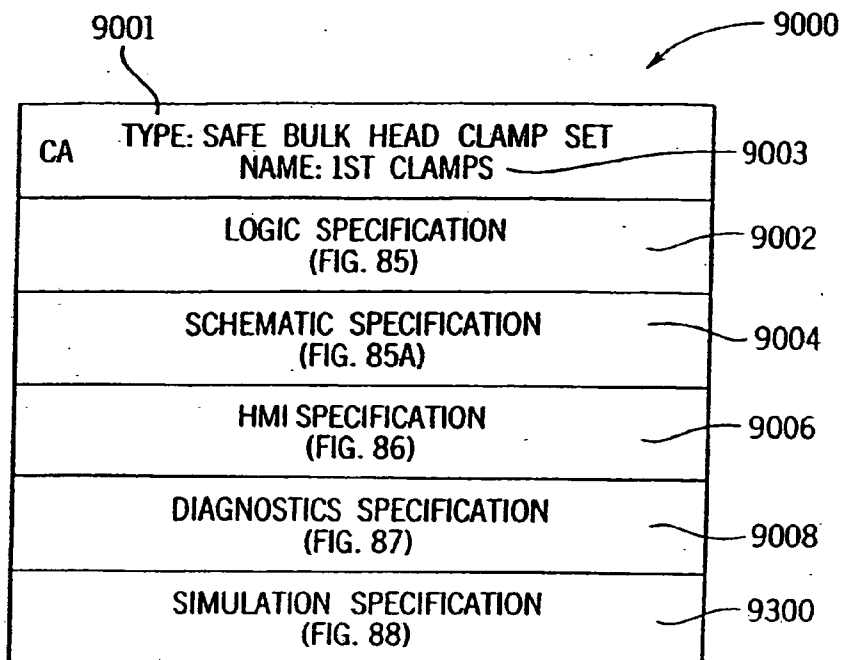 9001
9000
CA
TYPE: SAFE BULK HEAD CLAMP SET
NAME: 1ST CLAMPS
9003
LOGIC SPECIFICATION
(FIG. 85)
9002
SCHEMATIC SPECIFICATION
(FIG. 85A)
9004
HMI SPECIFICATION
(FIG. 86)
9006
DIAGNOSTICS SPECIFICATION
(FIG. 87)
9008
SIMULATION SPECIFICATION
(FIG. 88)
9300